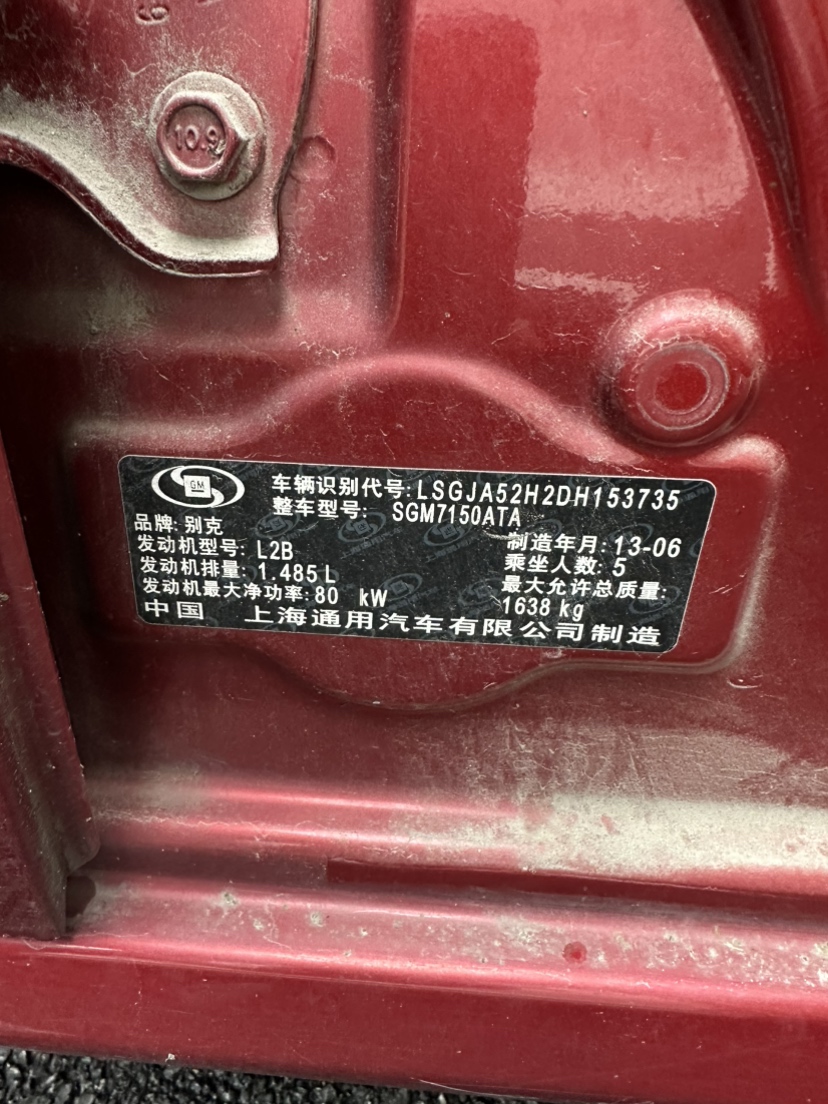 10.9
GM
车辆识别代号: LSGJA52H2DH153735
整车型号: SGM7150ATA
品牌: 别克
发动机型号: L2B
制造年月: 13-06
发动机排量: 1.485 L
乘坐人数: 5
发动机最大净功率: 80 kW
最大允许总质量:
1638 kg
中国 上海通用汽车有限公司制造